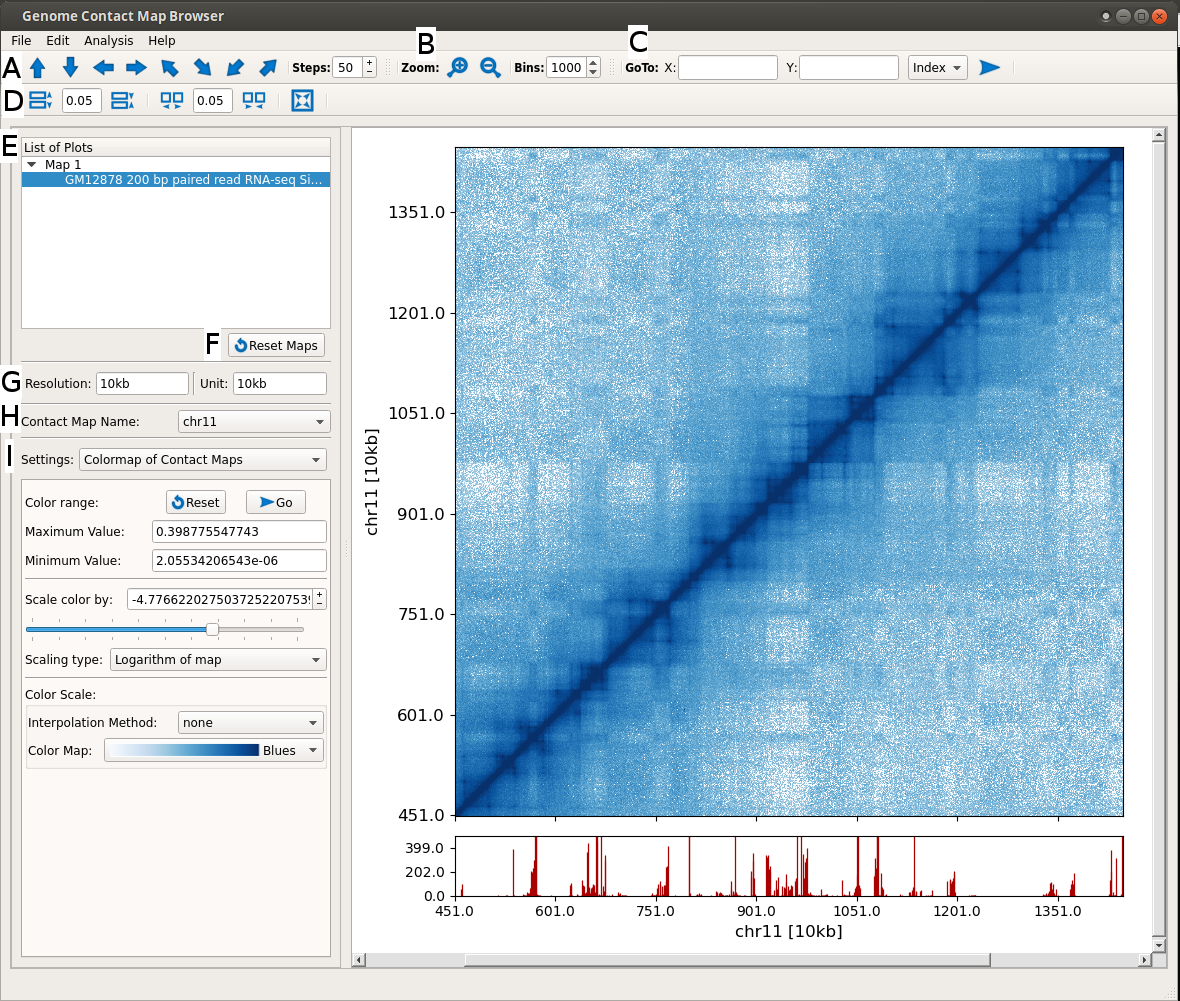 Genome Contact Map Browser
File Edit Analysis Help
A Steps: 50 B Zoom: Bins: 1000 C GoTo: X: Y: Index
D 0.05 0.05
E List of Plots
Map 1
GM12878 200 bp paired read RNA-seq Si...
F Reset Maps
G Resolution: 10kb Unit: 10kb
H Contact Map Name: chr11
I Settings: Colormap of Contact Maps
Color range: Reset Go
Maximum Value: 0.398775547743
Minimum Value: 2.05534206543e-06
Scale color by: -4.776622027503725220753
Scaling type: Logarithm of map
Color Scale:
Interpolation Method: none
Color Map: Blues
1351.0
1201.0
1051.0
901.0
751.0
601.0
451.0
chr11 [10kb]
399.0
202.0
0.0
451.0 601.0 751.0 901.0 1051.0 1201.0 1351.0
chr11 [10kb]